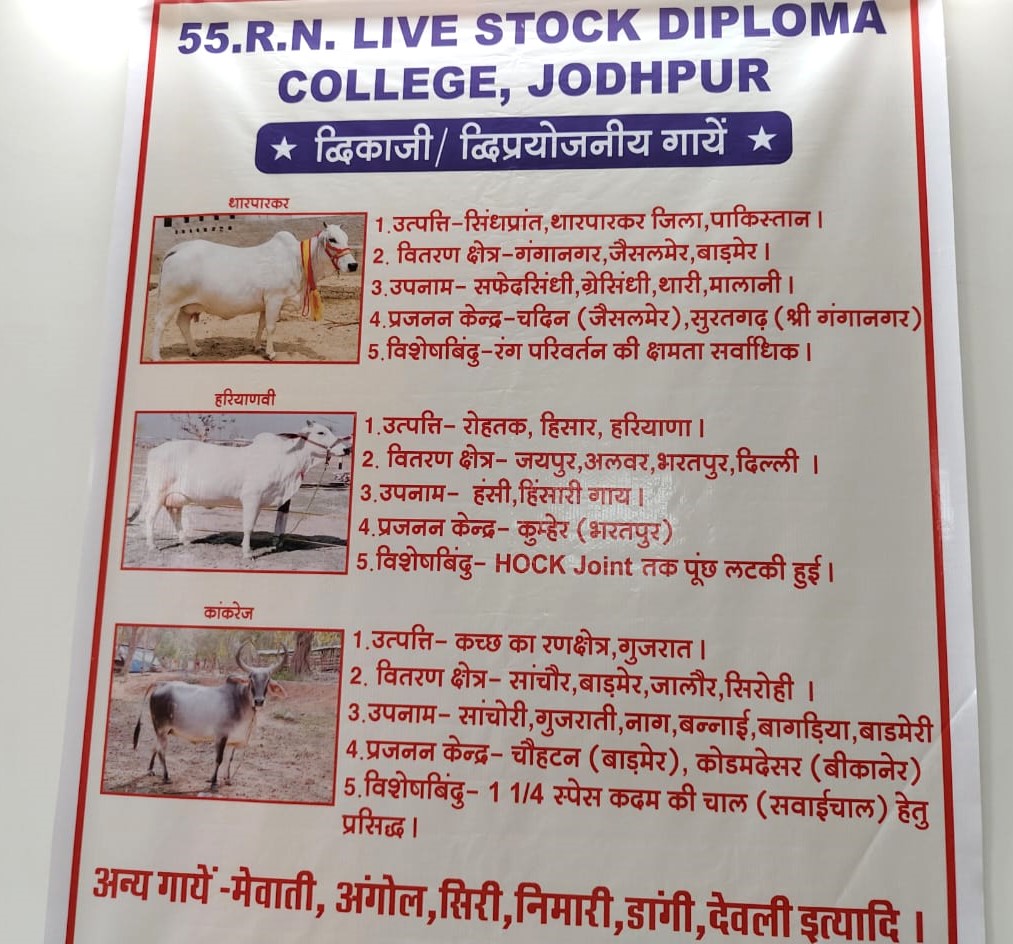 55.R.N. LIVE STOCK DIPLOMA
COLLEGE, JODHPUR
★ द्विकाजी/ द्विप्रयोजनीय गायें ★
थारपारकर
1.उत्पत्ति-सिंधप्रांत,थारपारकर जिला,पाकिस्तान।
2. वितरण क्षेत्र-गंगानगर,जैसलमेर,बाड़मेर।
3.उपनाम- सफेदसिंधी,ग्रेसिंधी,थारी,मालानी।
4.प्रजनन केन्द्र-चदिन (जैसलमेर),सुरतगढ़ (श्री गंगानगर)
5.विशेषबिंदु-रंग परिवर्तन की क्षमता सर्वाधिक।
हरियाणवी
1.उत्पत्ति- रोहतक, हिसार, हरियाणा।
2. वितरण क्षेत्र- जयपुर,अलवर,भरतपुर,दिल्ली ।
3.उपनाम- हंसी,हिंसारी गाय।
4.प्रजनन केन्द्र- कुम्हेर (भरतपुर)
5.विशेषबिंदु- HOCK Joint तक पूंछ लटकी हुई।
कांकरेज
1.उत्पत्ति- कच्छ का रणक्षेत्र,गुजरात।
2. वितरण क्षेत्र- सांचौर,बाड़मेर,जालौर,सिरोही ।
3.उपनाम- सांचोरी,गुजराती,नाग,बन्नाई,बागड़िया,बाडमेरी
4.प्रजनन केन्द्र- चौहटन (बाड़मेर), कोडमदेसर (बीकानेर)
5.विशेषबिंदु- 1 1/4 स्पेस कदम की चाल (सवाईचाल) हेतु
प्रसिद्ध।
अन्य गायें -मेवाती, अंगोल,सिरी,निमारी,डांगी,देवली इत्यादि ।